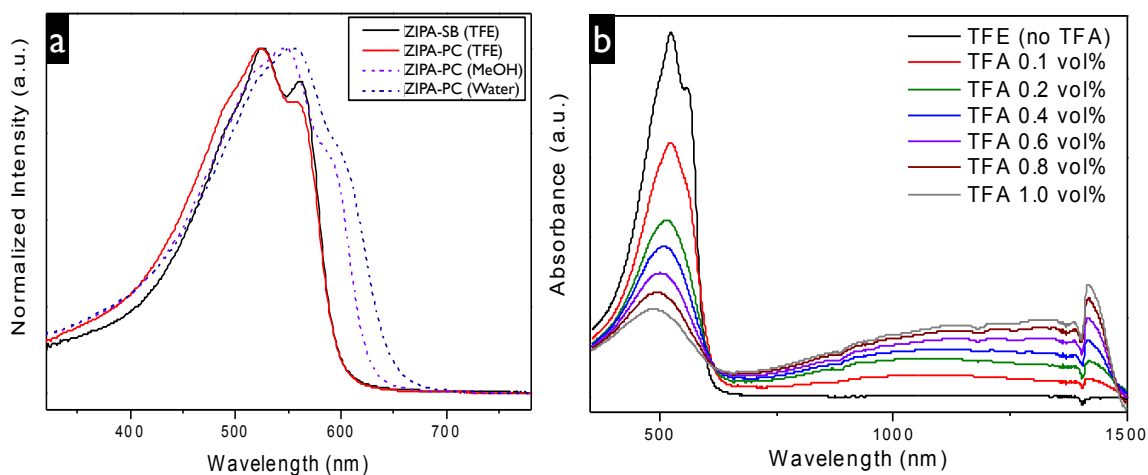 a
ZIPA-SB (TFE)
ZIPA-PC (TFE)
ZIPA-PC (MeOH)
ZIPA-PC (Water)
Normalized Intensity (a.u.)
400 500 600 700
Wavelength (nm)
b
TFE (no TFA)
TFA 0.1 vol%
TFA 0.2 vol%
TFA 0.4 vol%
TFA 0.6 vol%
TFA 0.8 vol%
TFA 1.0 vol%
Absorbance (a.u.)
500 1000 1500
Wavelength (nm)